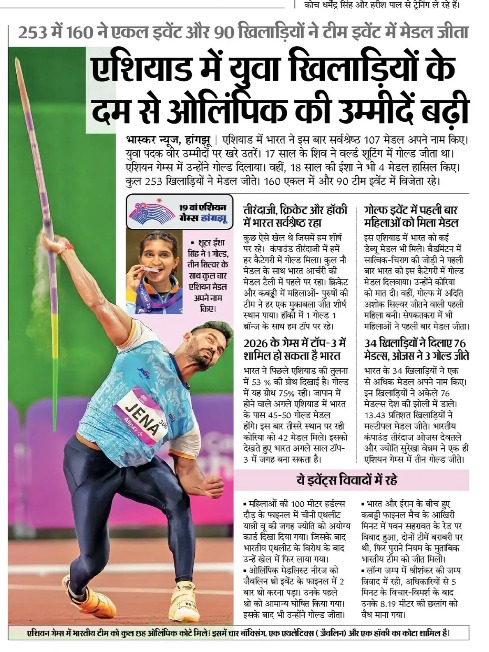 कोच धर्मेंद्र सिंह और हरीश पाल से ट्रेनिंग ले रहे हैं।
253 में 160 ने एकल इवेंट और 90 खिलाड़ियों ने टीम इवेंट में मेडल जीता
एशियाड में युवा खिलाड़ियों के
दम से ओलिंपिक की उम्मीदें बढ़ी
भास्कर न्यूज, हांगझू | एशियाड में भारत ने इस बार सर्वश्रेष्ठ 107 मेडल अपने नाम किए।
युवा पदक वीर उम्मीदों पर खरे उतरें। 17 साल के शिव ने वर्ल्ड शूटिंग में गोल्ड जीता था।
एशियन गेम्स में उन्होंने गोल्ड दिलाया। वहीं, 18 साल की ईशा ने भी 4 मेडल हासिल किए।
कुल 253 खिलाड़ियों ने मेडल जीते। 160 एकल में और 90 टीम इवेंट में विजेता रहे।
19 वां एशियन
गेम्स हांगझू
• शूटर ईशा
सिंह ने 1 गोल्ड,
तीन सिल्वर के
साथ कुल चार
एशियन मेडल
अपने नाम
किए।
JENA
तीरंदाजी, क्रिकेट और हॉकी
में भारत सर्वश्रेष्ठ रहा
कुछ ऐसे खेल थे जिसमें हम शीर्ष
पर रहे। कंपाउंड तीरंदाजी में हमें
हर कैटेगरी में गोल्ड मिला। कुल नौ
मेडल के साथ भारत आर्चरी की
मेडल टैली में पहले पर रहा। क्रिकेट
और कबड्डी में महिलाओं- पुरुषों की
टीम ने हर एक मुकाबला जीत शीर्ष
स्थान पाया। हॉकी में 1 गोल्ड 1
ब्रॉन्ज के साथ हम टॉप पर रहे।
2026 के गेम्स में टॉप-3 में
शामिल हो सकता है भारत
भारत ने पिछले एशियाड की तुलना
में 53 % की ग्रोथ दिखाई है। गोल्ड
में यह ग्रोथ 75% रही। जापान में
होने वाले अगले एशियाड में भारत
के पास 45-50 गोल्ड मेडल
होंगे। इस बार तीसरे स्थान पर रही
कोरिया को 42 मेडल मिले। इसको
देखते हुए भारत अगले साल टॉप-
3 में जगह बना सकता है।
गोल्फ इवेंट में पहली बार
महिलाओं को मिला मेडल
इस एशियाड में भारत को कई
डेब्यू मेडल भी मिले। बैडमिंटन में
सात्विक-चिराग की जोड़ी ने पहली
बार भारत को इस कैटेगरी में गोल्ड
मेडल दिलवाया। उन्होंने कोरिया
को मात दी। वहीं, गोल्फ में अदिति
अशोक सिल्वर जीतने वाली पहली
महिला बनी। सेपकतकरा में भी
महिलाओं ने पहली बार मेडल जीता।
34 खिलाड़ियों ने दिलाए 76
मेडल्स, ओजस ने 3 गोल्ड जीते
भारत के 34 खिलाड़ियों ने एक
से अधिक मेडल अपने नाम किए।
इन खिलाड़ियों ने अकेले 76
मेडल्स देश की झोली में डाले।
13.43 प्रतिशत खिलाड़ियों ने
मल्टीपल मेडल जीते। भारतीय
कंपाउंड तीरंदाज ओजस देवतले
और ज्योति सुरेखा वेन्नम ने एक ही
एशियन गेम्स में तीन गोल्ड जीते।
ये इवेंट्स विवादों में रहे
• महिलाओं की 100 मीटर हर्डल्स
दौड़ के फाइनल में चीनी एथलीट
यान्नी वू की जगह ज्योति को अयोग्य
कार्ड दिखा दिया गया। जिसके बाद
भारतीय एथलीट के विरोध के बाद
उन्हें खेल में फिर लाया गया।
• ओलिंपिक मेडलिस्ट नीरज को
जैवलिन थ्रो इवेंट के फाइनल में 2
बार थ्रो करना पड़ा। उनके पहले
थ्रो को अमान्य घोषित किया गया।
इसके बाद भी उन्होंने गोल्ड जीता।
• भारत और ईरान के बीच हुए
कबड्डी फाइनल मैच के आखिरी
मिनट में पवन सहरावत के रेड पर
विवाद हुआ, दोनों टीमें बराबरी पर
थी, फिर पुराने नियम के मुताबिक
भारतीय टीम को जीत मिली।
• लॉन्ग जम्प में श्रीशंकर की जम्प
विवाद में रही, अधिकारियों से 5
मिनट के विचार-विमर्श के बाद
उनके 8.19 मीटर की छलांग को
वैध माना गया।
एशियन गेम्स में भारतीय टीम को कुल छह ओलिंपिक कोटे मिले। इसमें चार बॉक्सिंग, एक एथलेटिक्स ( जैवलिन) और एक हॉकी का कोटा शामिल है।